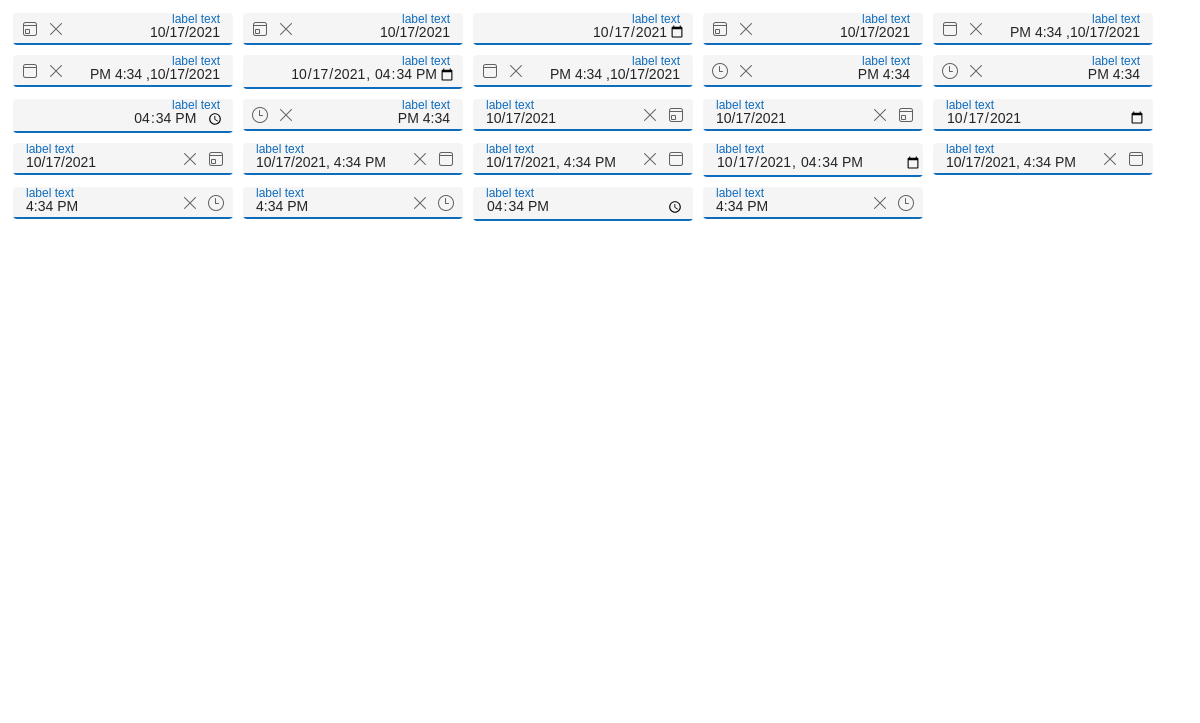 label text
10/17/2021
label text
10/17/2021
label text
10/17/2021
label text
10/17/2021
label text
PM 4:34 ,10/17/2021
label text
PM 4:34 ,10/17/2021
label text
10/17/2021, 04:34 PM
label text
PM 4:34 ,10/17/2021
label text
PM 4:34
label text
PM 4:34
label text
04:34 PM
label text
PM 4:34
label text
10/17/2021
label text
10/17/2021
label text
10/17/2021
label text
10/17/2021
label text
10/17/2021, 4:34 PM
label text
10/17/2021, 4:34 PM
label text
10/17/2021, 04:34 PM
label text
10/17/2021, 4:34 PM
label text
4:34 PM
label text
4:34 PM
label text
04:34 PM
label text
4:34 PM